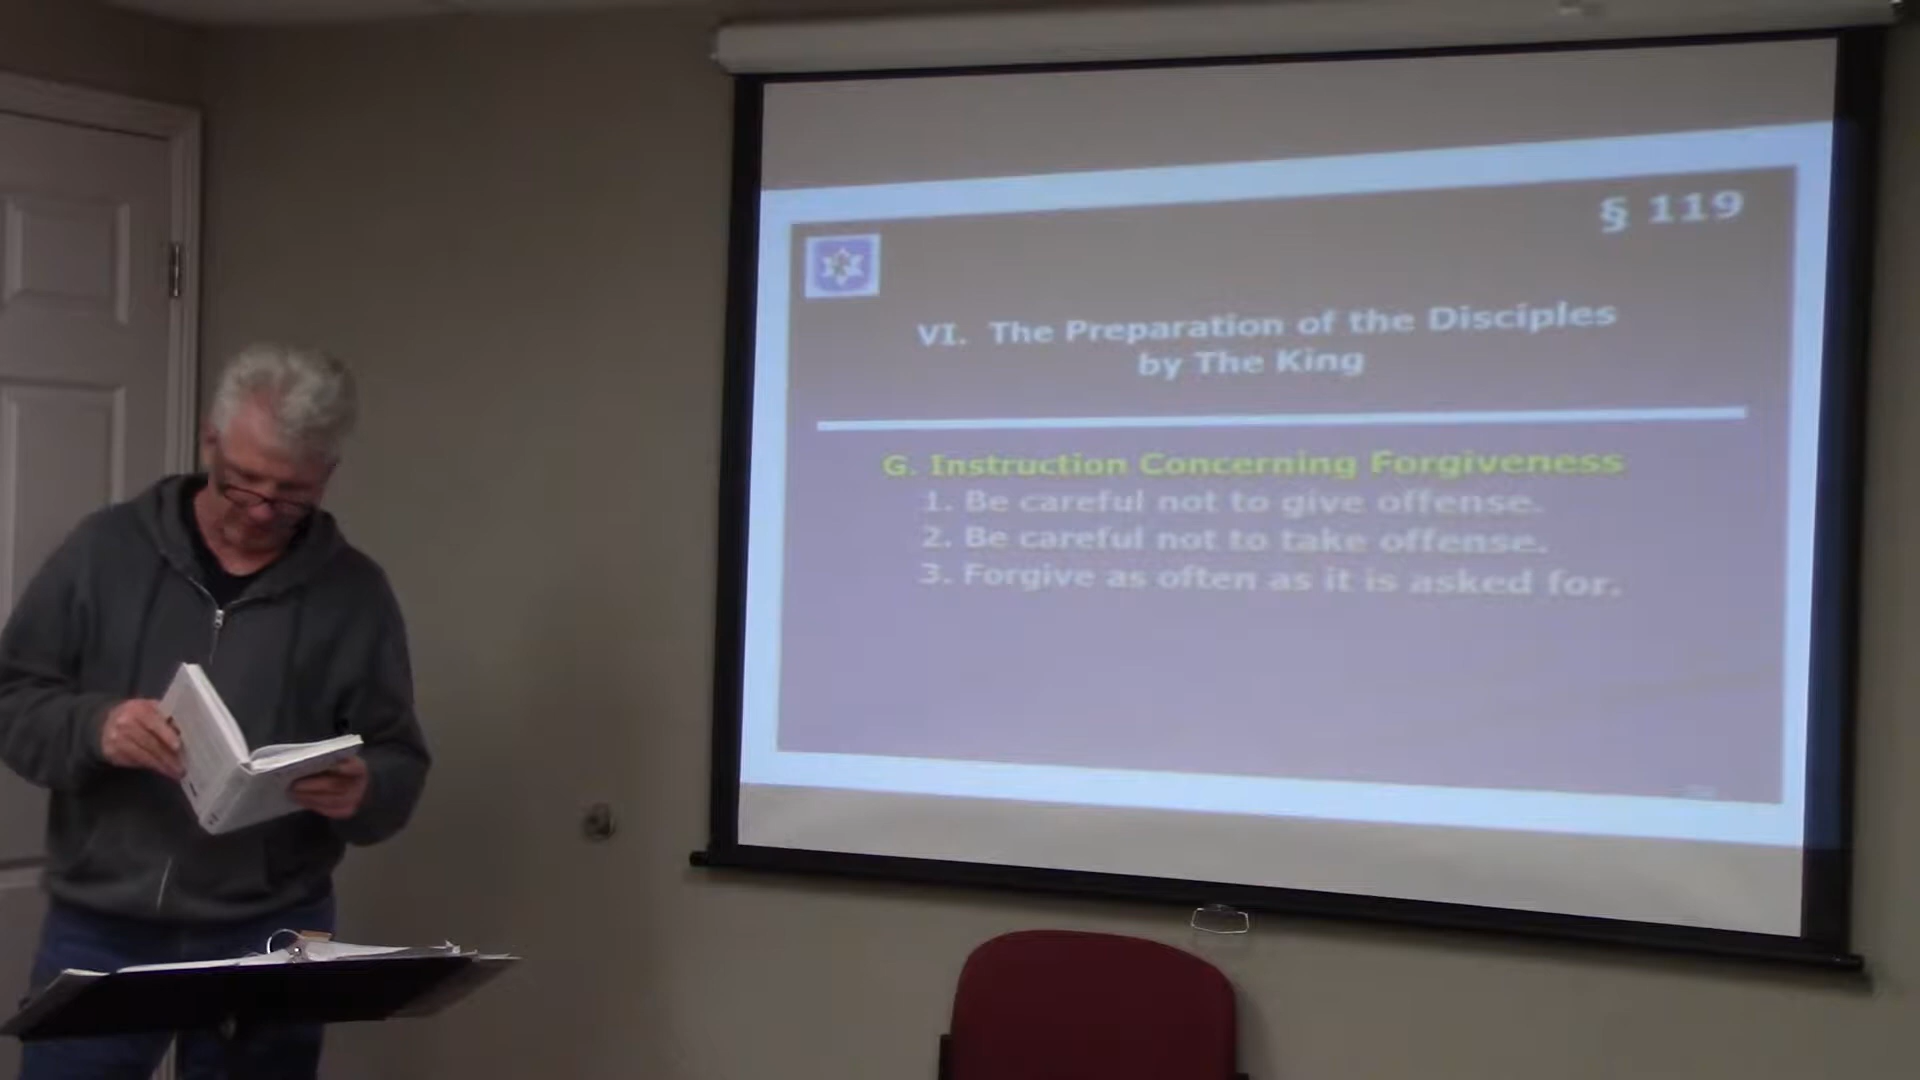 § 119
VI. The Preparation of the Disciples
by The King
G. Instruction Concerning Forgiveness
1. Be careful not to give offense.
2. Be careful not to take offense.
3. Forgive as often as it is asked for.